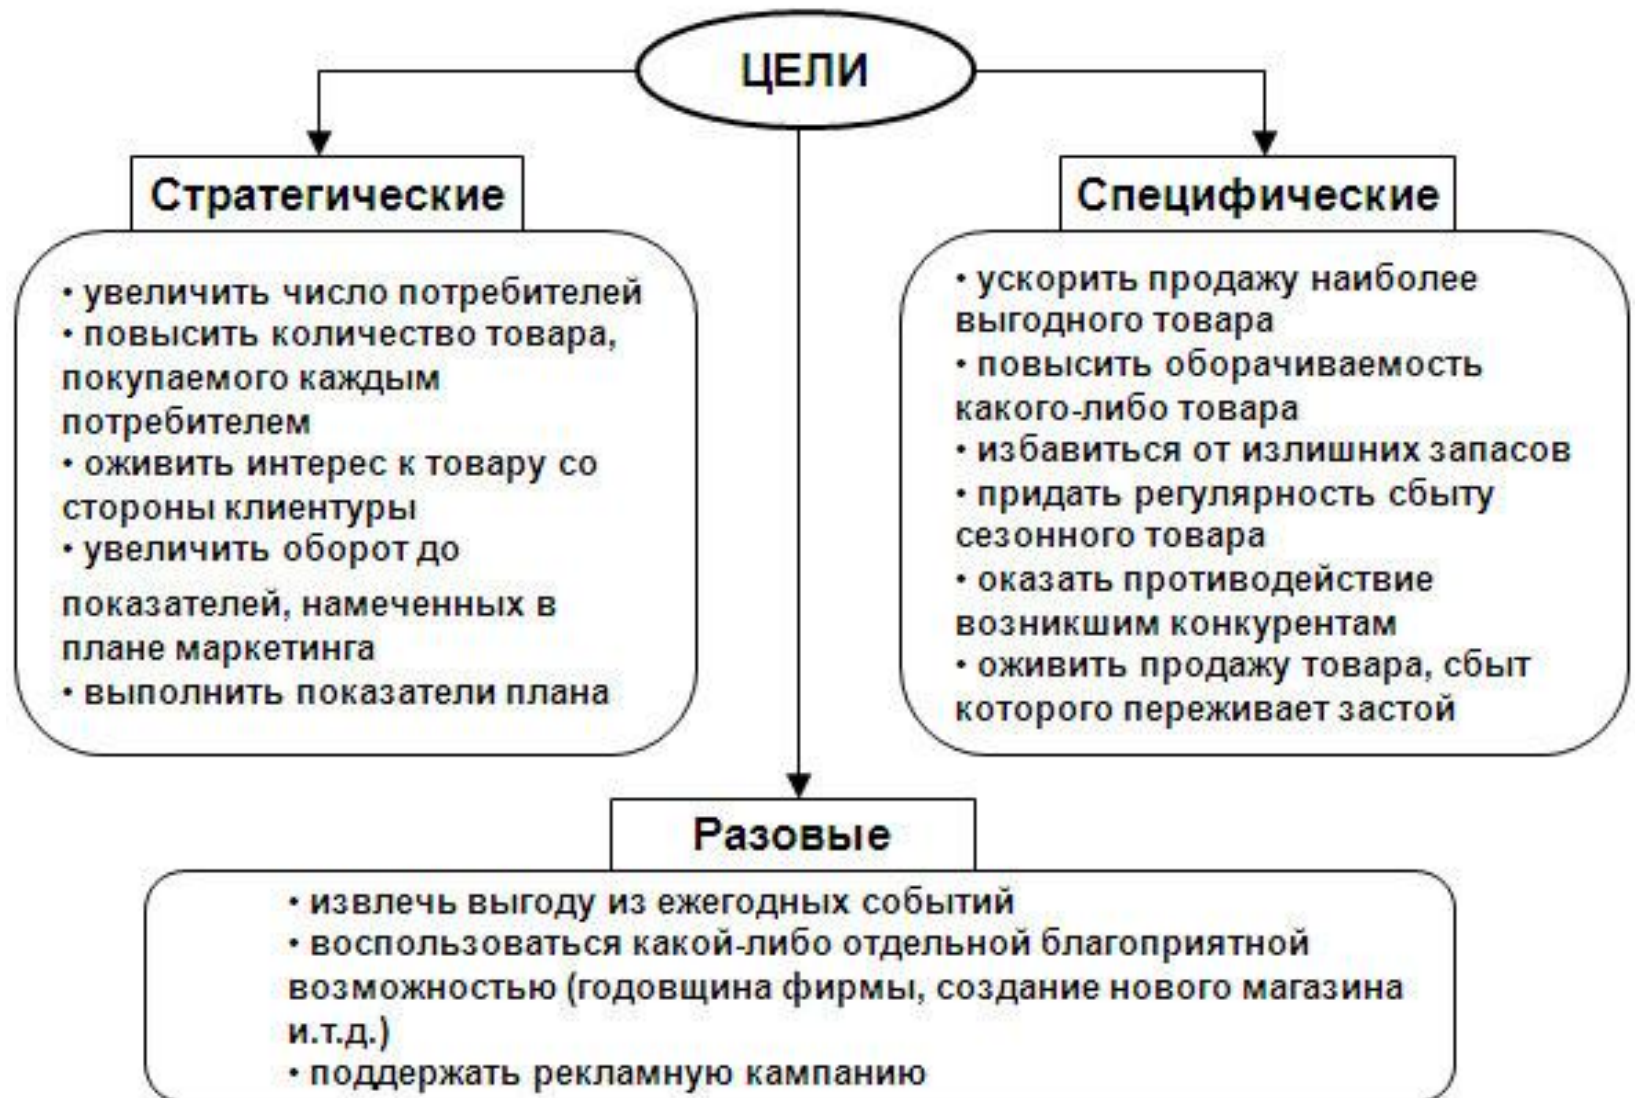 ЦЕЛИ
Стратегические
• увеличить число потребителей
• повысить количество товара,
покупаемого каждым
потребителем
• оживить интерес к товару со
стороны клиентуры
• увеличить оборот до
показателей, намеченных в
плане маркетинга
• выполнить показатели плана
Специфические
• ускорить продажу наиболее
выгодного товара
• повысить оборачиваемость
какого-либо товара
• избавиться от излишних запасов
• придать регулярность сбыту
сезонного товара
• оказать противодействие
возникшим конкурентам
• оживить продажу товара, сбыт
которого переживает застой
Разовые
• извлечь выгоду из ежегодных событий
• воспользоваться какой-либо отдельной благоприятной
возможностью (годовщина фирмы, создание нового магазина
и.т.д.)
• поддержать рекламную кампанию